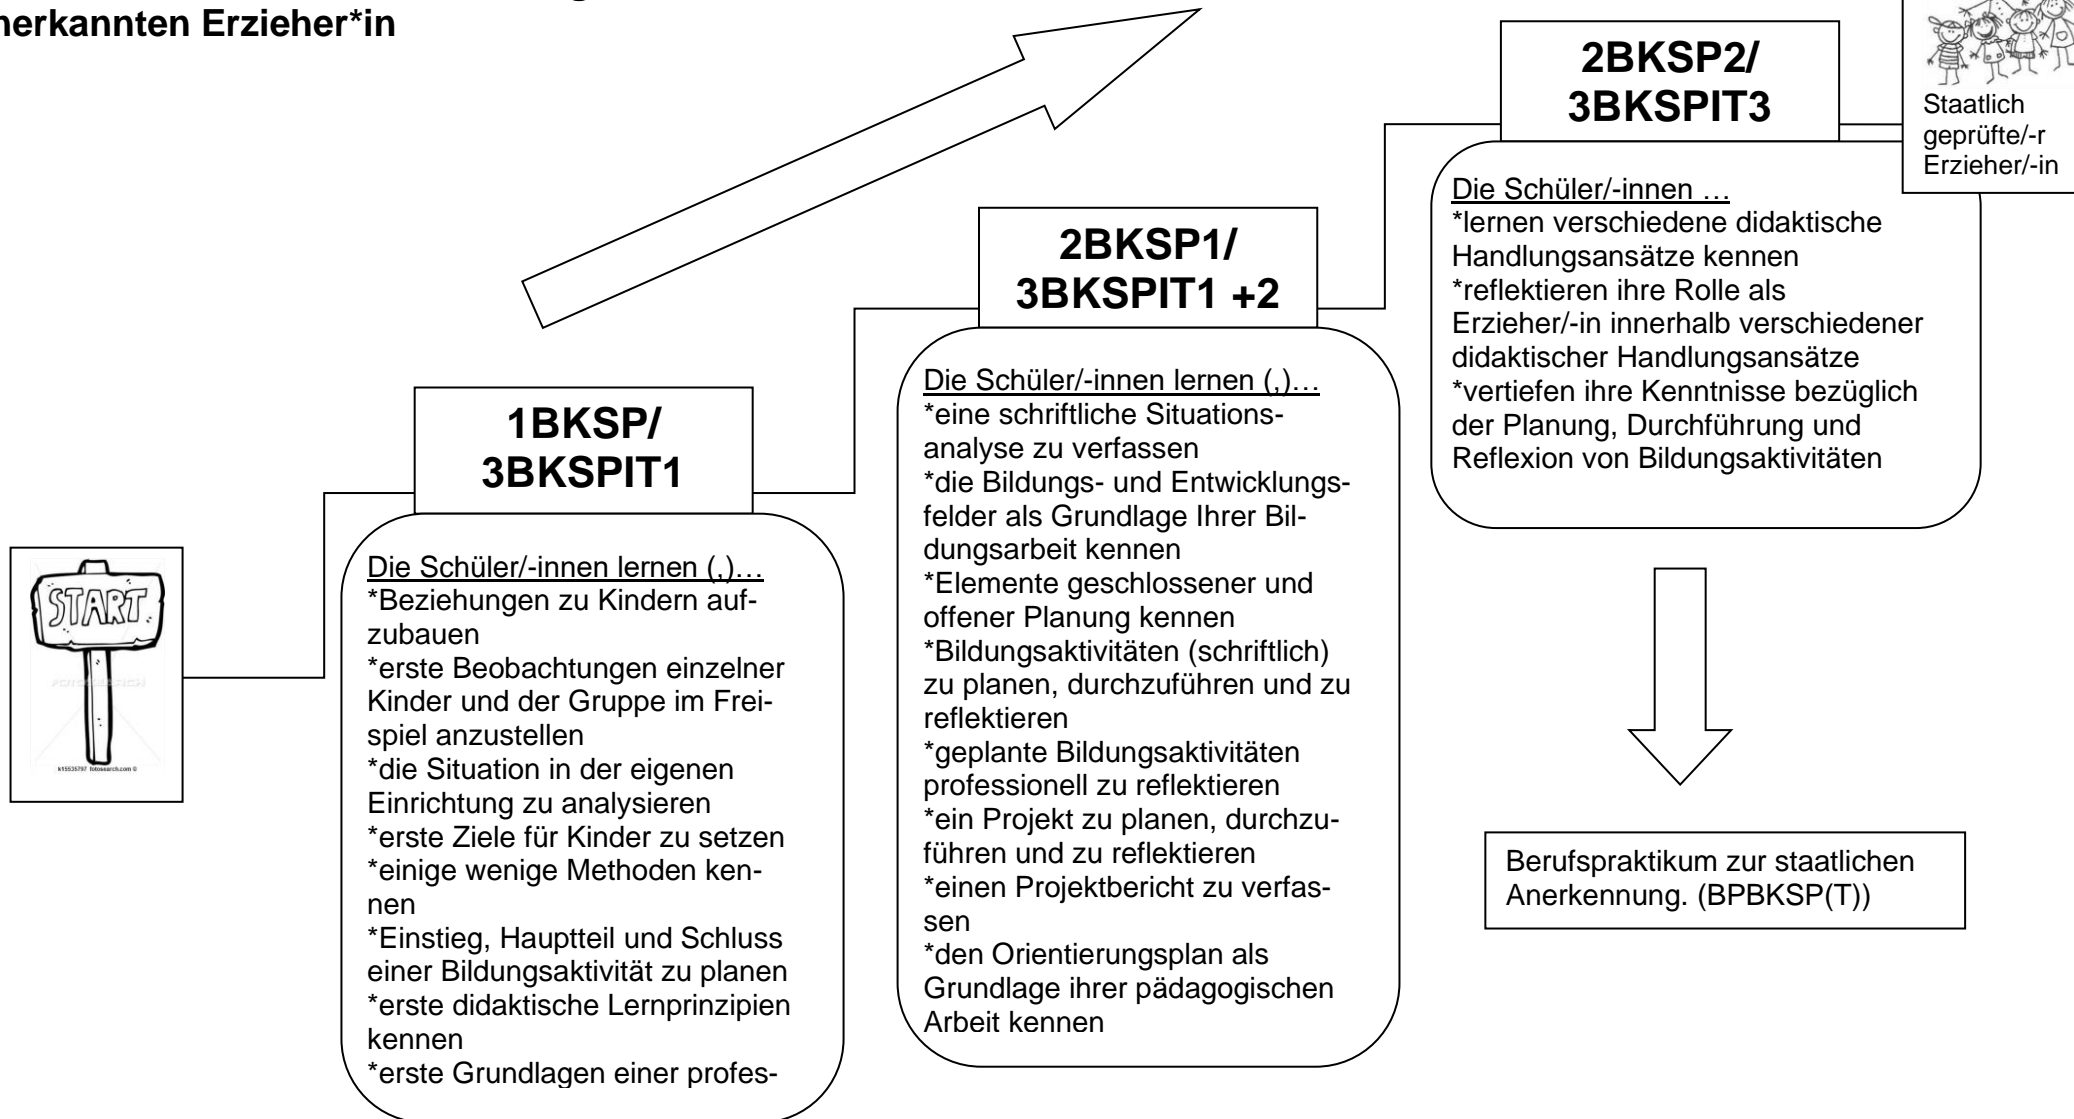 nerkannten Erzieher*in
START.
k15535797 fotosearch.com ©
1BKSP/
3BKSPIT1
Die Schüler/-innen lernen (,)…
*Beziehungen zu Kindern auf-
zubauen
*erste Beobachtungen einzelner
Kinder und der Gruppe im Frei-
spiel anzustellen
*die Situation in der eigenen
Einrichtung zu analysieren
*erste Ziele für Kinder zu setzen
*einige wenige Methoden ken-
nen
*Einstieg, Hauptteil und Schluss
einer Bildungsaktivität zu planen
*erste didaktische Lernprinzipien
kennen
*erste Grundlagen einer profes-
2BKSP1/
3BKSPIT1 +2
Die Schüler/-innen lernen (,)…
*eine schriftliche Situations-
analyse zu verfassen
*die Bildungs- und Entwicklungs-
felder als Grundlage Ihrer Bil-
dungsarbeit kennen
*Elemente geschlossener und
offener Planung kennen
*Bildungsaktivitäten (schriftlich)
zu planen, durchzuführen und zu
reflektieren
*geplante Bildungsaktivitäten
professionell zu reflektieren
*ein Projekt zu planen, durchzu-
führen und zu reflektieren
*einen Projektbericht zu verfas-
sen
*den Orientierungsplan als
Grundlage ihrer pädagogischen
Arbeit kennen
2BKSP2/
3BKSPIT3
Die Schüler/-innen …
*lernen verschiedene didaktische
Handlungsansätze kennen
*reflektieren ihre Rolle als
Erzieher/-in innerhalb verschiedener
didaktischer Handlungsansätze
*vertiefen ihre Kenntnisse bezüglich
der Planung, Durchführung und
Reflexion von Bildungsaktivitäten
Staatlich
geprüfte/-r
Erzieher/-in
Berufspraktikum zur staatlichen
Anerkennung. (BPBKSP(T))